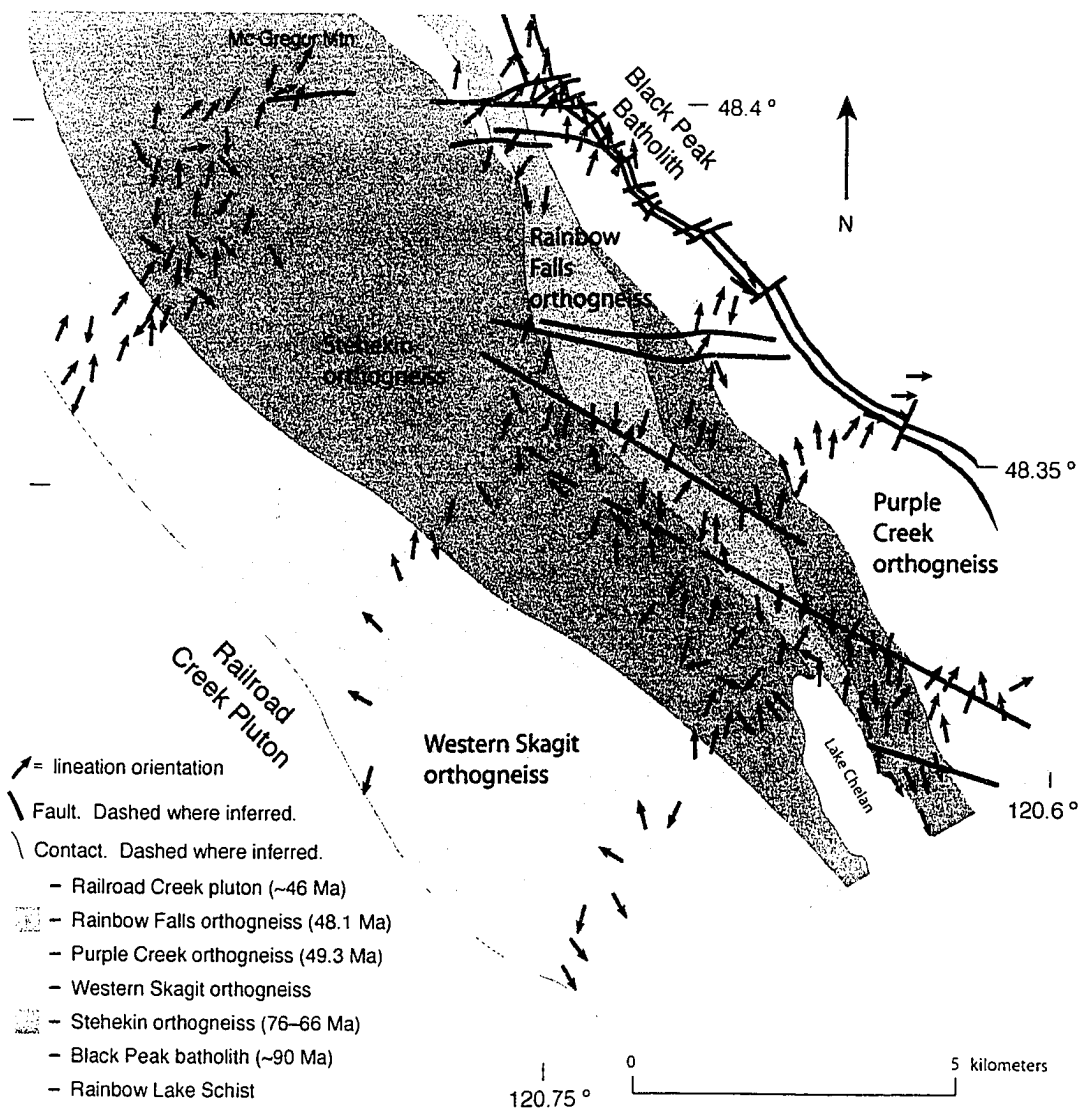 McGregor Mtn
Black Peak
Batholith
48.4 °
N
Rainbow
Falls
orthogneiss
Stehekin
orthogneiss
48.35 °
Purple
Creek
orthogneiss
Railroad
Creek Pluton
Western Skagit
orthogneiss
Lake Chelan
120.6 °
= lineation orientation
Fault. Dashed where inferred.
Contact. Dashed where inferred.
– Railroad Creek pluton (~46 Ma)
– Rainbow Falls orthogneiss (48.1 Ma)
– Purple Creek orthogneiss (49.3 Ma)
– Western Skagit orthogneiss
– Stehekin orthogneiss (76–66 Ma)
– Black Peak batholith (~90 Ma)
– Rainbow Lake Schist
120.75 °
0 5 kilometers